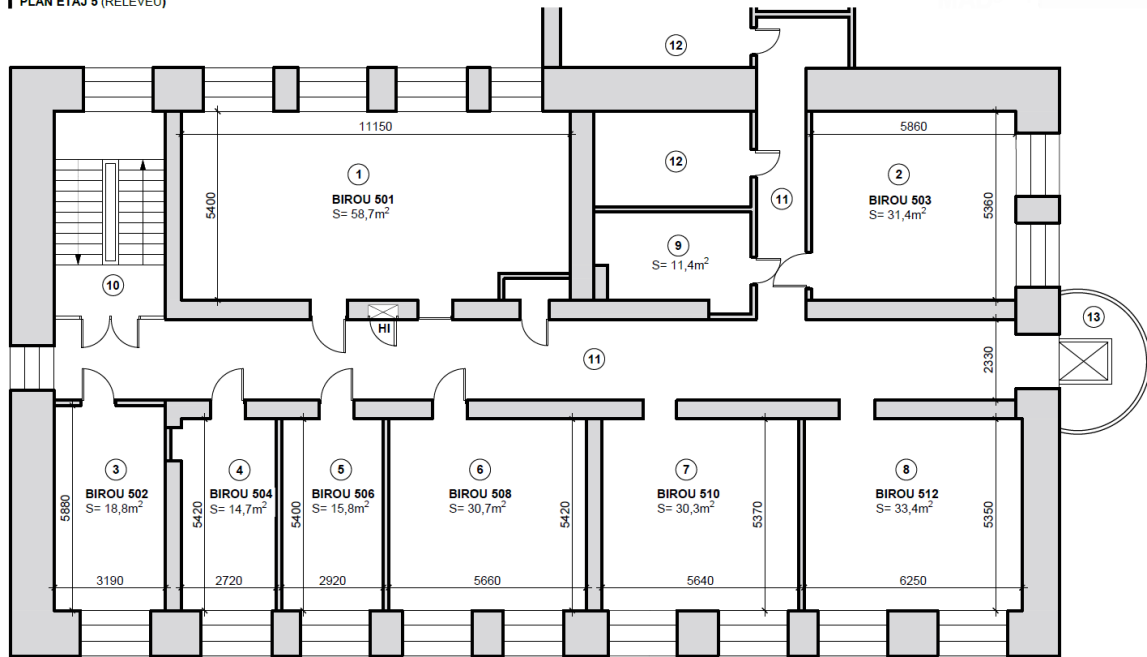 PLAN ETAJ 5 (RELEVEU)
12
11150
5860
1
BIROU 501
S= 58,7m²
5400
12
2
BIROU 503
S= 31,4m²
5360
11
9
S= 11,4m²
10
HI
13
11
2330
3
BIROU 502
S= 18,8m²
5880
3190
4
BIROU 504
S= 14,7m²
5420
2720
5
BIROU 506
S= 15,8m²
5400
2920
6
BIROU 508
S= 30,7m²
5420
5660
7
BIROU 510
S= 30,3m²
5370
5640
8
BIROU 512
S= 33,4m²
5350
6250